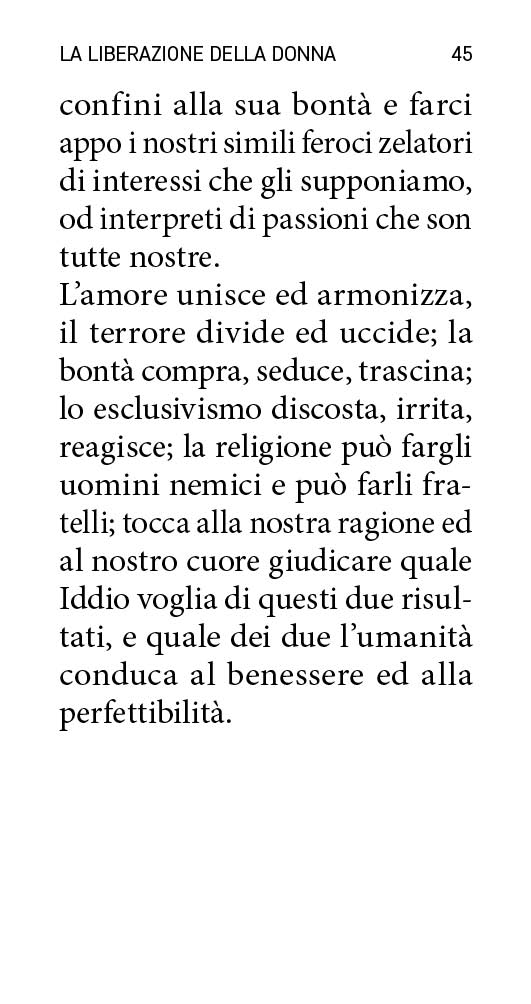 LA LIBERAZIONE DELLA DONNA 45
confini alla sua bontà e farci
appo i nostri simili feroci zelatori
di interessi che gli supponiamo,
od interpreti di passioni che son
tutte nostre.
L’amore unisce ed armonizza,
il terrore divide ed uccide; la
bontà compra, seduce, trascina;
lo esclusivismo discosta, irrita,
reagisce; la religione può fargli
uomini nemici e può farli fra-
telli; tocca alla nostra ragione ed
al nostro cuore giudicare quale
Iddio voglia di questi due risul-
tati, e quale dei due l’umanità
conduca al benessere ed alla
perfettibilità.